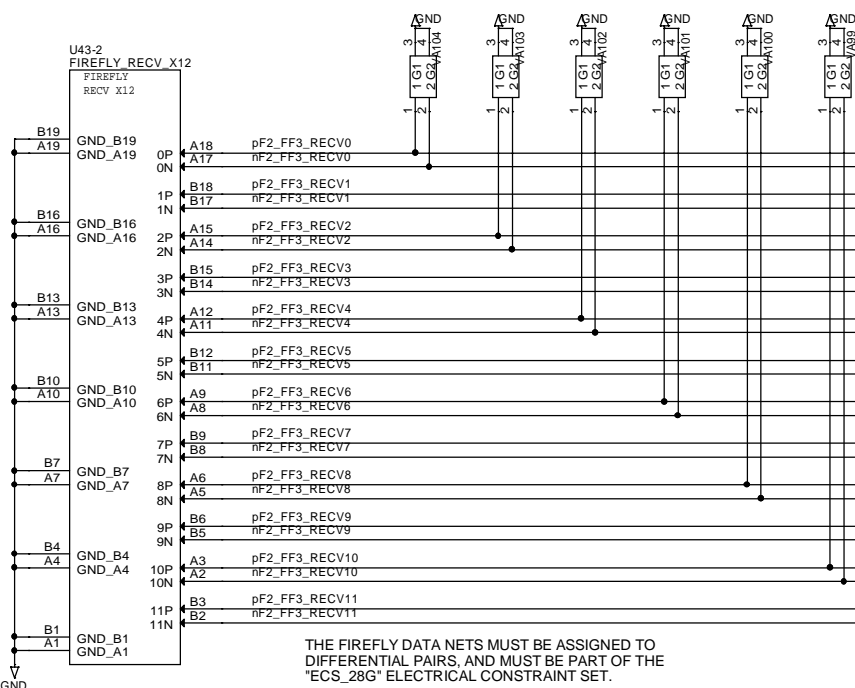 GND GND GND GND GND GND
3 4 3 4 3 4 3 4 3 4 3 4
VA104 VA103 VA102 VA101 VA100 VA99
1 G1 1 G1 1 G1 1 G1 1 G1 1 G1
2 G2 2 G2 2 G2 2 G2 2 G2 2 G2
1 2 1 2 1 2 1 2 1 2 1 2
U43-2
FIREFLY_RECV_X12
FIREFLY
RECV X12
B19 GND_B19
A19 GND_A19
0P A18 pF2_FF3_RECV0
0N A17 nF2_FF3_RECV0
1P B18 pF2_FF3_RECV1
1N B17 nF2_FF3_RECV1
B16 GND_B16
A16 GND_A16
2P A15 pF2_FF3_RECV2
2N A14 nF2_FF3_RECV2
3P B15 pF2_FF3_RECV3
3N B14 nF2_FF3_RECV3
B13 GND_B13
A13 GND_A13
4P A12 pF2_FF3_RECV4
4N A11 nF2_FF3_RECV4
5P B12 pF2_FF3_RECV5
5N B11 nF2_FF3_RECV5
B10 GND_B10
A10 GND_A10
6P A9 pF2_FF3_RECV6
6N A8 nF2_FF3_RECV6
7P B9 pF2_FF3_RECV7
7N B8 nF2_FF3_RECV7
B7 GND_B7
A7 GND_A7
8P A6 pF2_FF3_RECV8
8N A5 nF2_FF3_RECV8
9P B6 pF2_FF3_RECV9
9N B5 nF2_FF3_RECV9
B4 GND_B4
A4 GND_A4
10P A3 pF2_FF3_RECV10
10N A2 nF2_FF3_RECV10
11P B3 pF2_FF3_RECV11
11N B2 nF2_FF3_RECV11
B1 GND_B1
A1 GND_A1
GND
THE FIREFLY DATA NETS MUST BE ASSIGNED TO
DIFFERENTIAL PAIRS, AND MUST BE PART OF THE
"ECS_28G" ELECTRICAL CONSTRAINT SET.